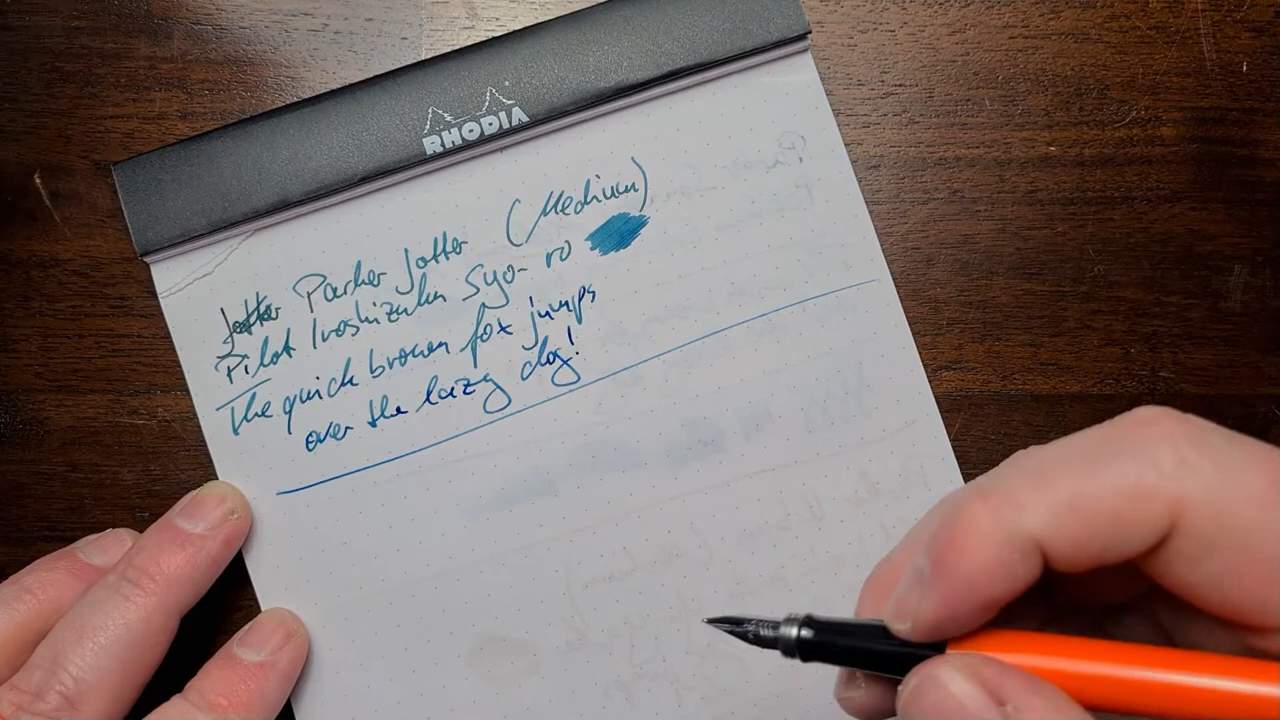 RHODIA
Jotter Parker Jotter (Medium)
Pilot Iroshizuku Syo-ro
The quick brown fox jumps
over the lazy dog!